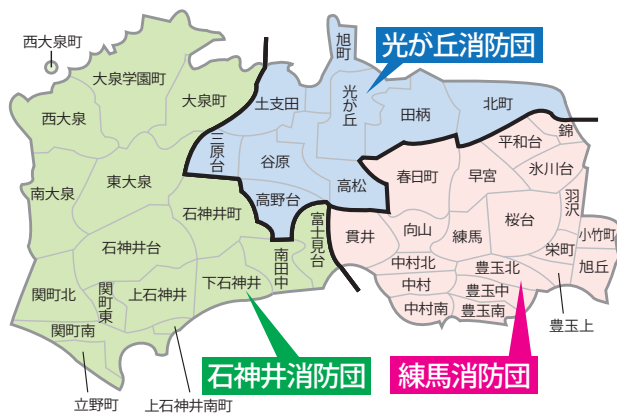 西大泉町
旭町
光が丘消防団
大泉学園町
大泉町
土支田
光が丘
田柄
北町
西大泉
三原台
谷原
平和台
錦
氷川台
南大泉
東大泉
高野台
高松
春日町
早宮
羽沢
石神井町
富士見台
貫井
向山
練馬
桜台
小竹町
石神井台
南田中
中村北
豊玉北
栄町
旭丘
関町北
関町東
上石神井
下石神井
中村
豊玉中
関町南
中村南
豊玉南
豊玉上
石神井消防団
練馬消防団
立野町
上石神井南町